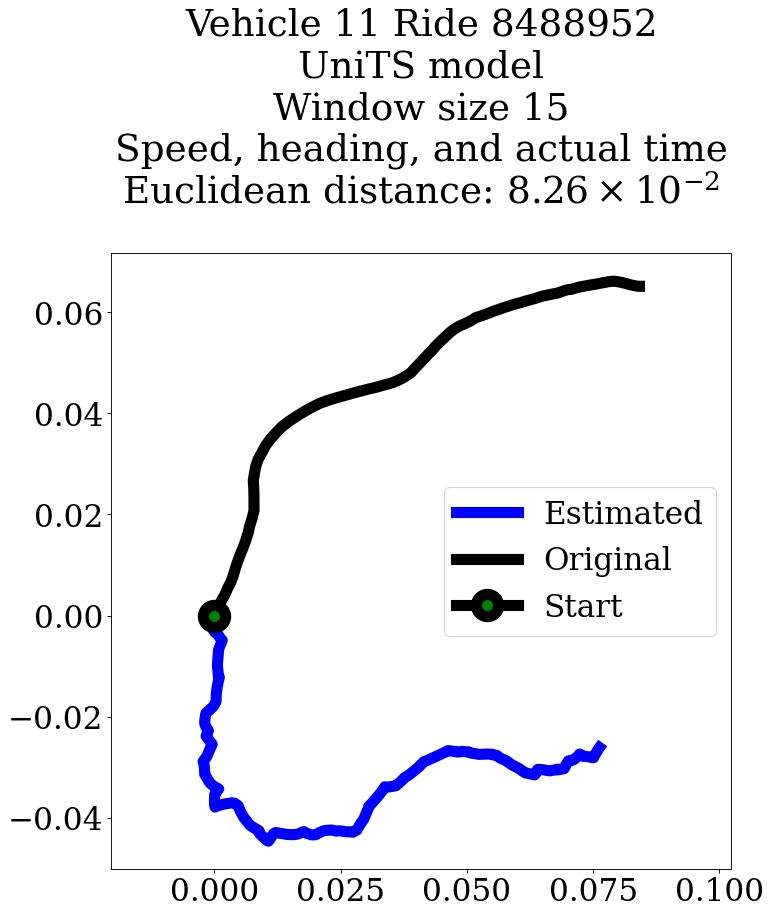 Vehicle 11 Ride 8488952
UniTS model
Window size 15
Speed, heading, and actual time
Euclidean distance: 8.26 × 10⁻²
0.06
0.04
0.02
0.00
−0.02
−0.04
Estimated
Original
Start
0.000 0.025 0.050 0.075 0.100